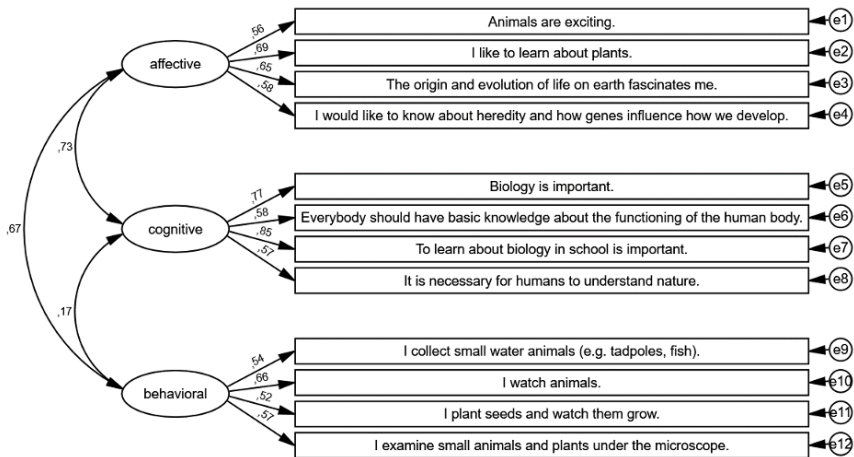 ,56
Animals are exciting.
e1
,69
I like to learn about plants.
e2
affective
,65
The origin and evolution of life on earth fascinates me.
e3
,58
I would like to know about heredity and how genes influence how we develop.
e4
,73
,77
Biology is important.
e5
,58
Everybody should have basic knowledge about the functioning of the human body.
e6
,67
cognitive
,85
To learn about biology in school is important.
e7
,57
It is necessary for humans to understand nature.
e8
,17
,54
I collect small water animals (e.g. tadpoles, fish).
e9
,66
I watch animals.
e10
behavioral
,52
I plant seeds and watch them grow.
e11
,57
I examine small animals and plants under the microscope.
e12